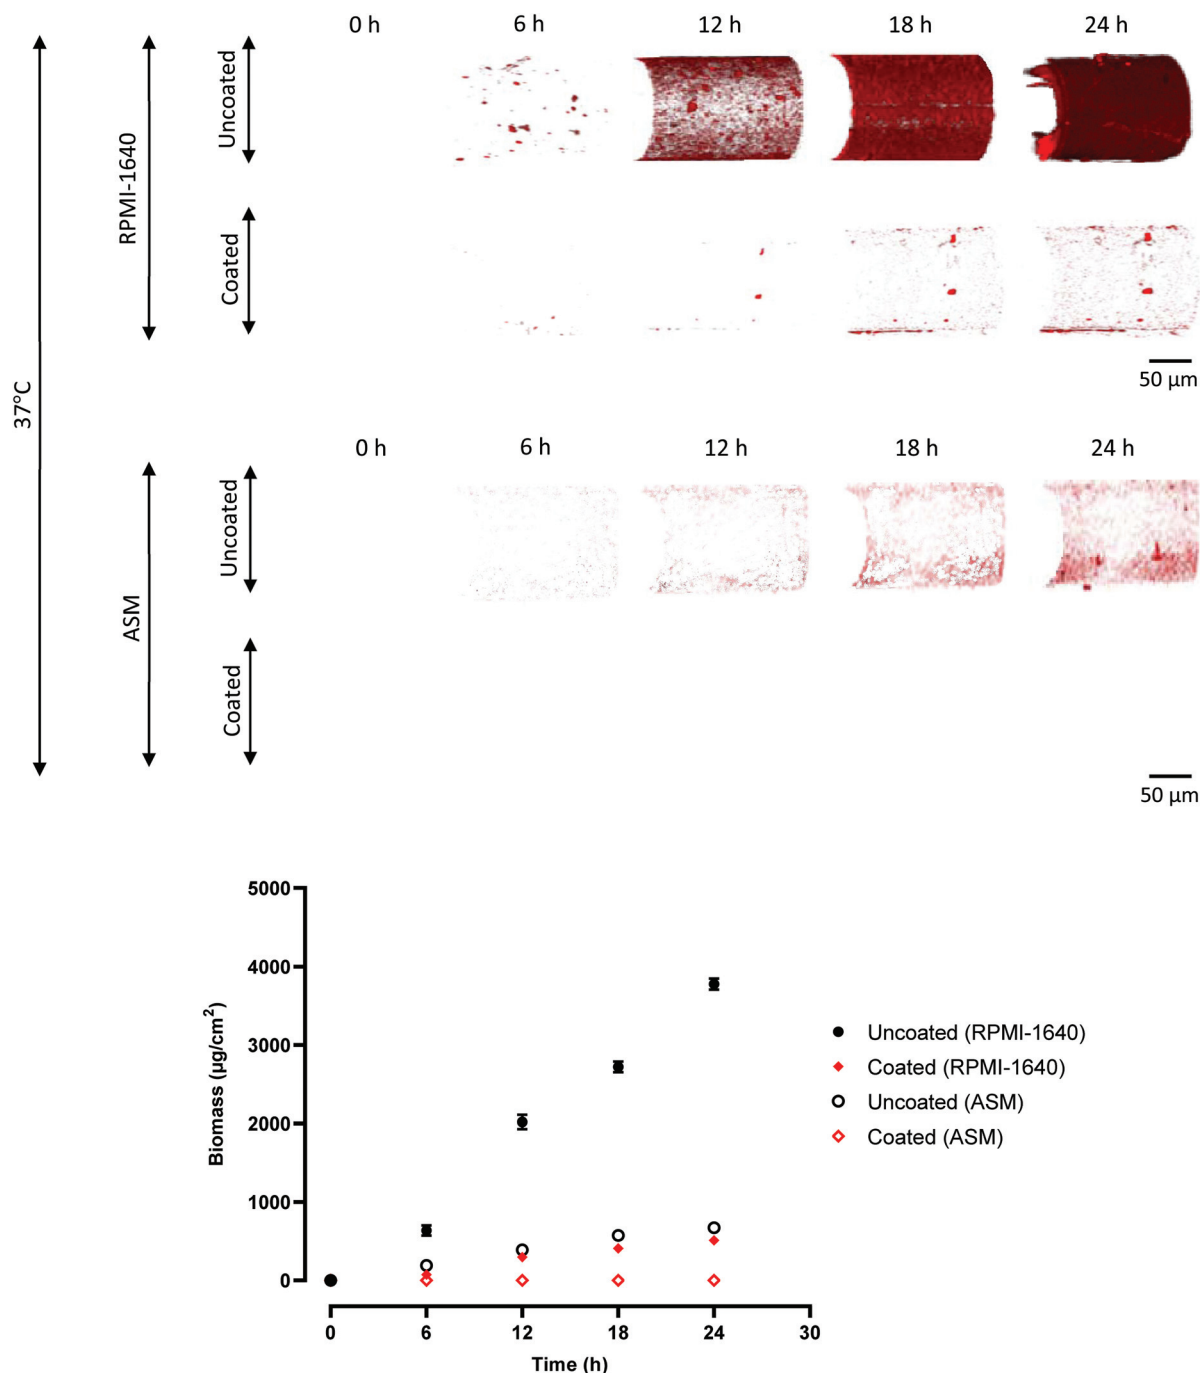 0 h 6 h 12 h 18 h 24 h
Uncoated
RPMI-1640
Coated
50 µm
37°C
0 h 6 h 12 h 18 h 24 h
Uncoated
ASM
Coated
50 µm
5000
4000
3000
2000
1000
0
Biomass (µg/cm²)
0 6 12 18 24 30
Time (h)
Uncoated (RPMI-1640)
Coated (RPMI-1640)
Uncoated (ASM)
Coated (ASM)